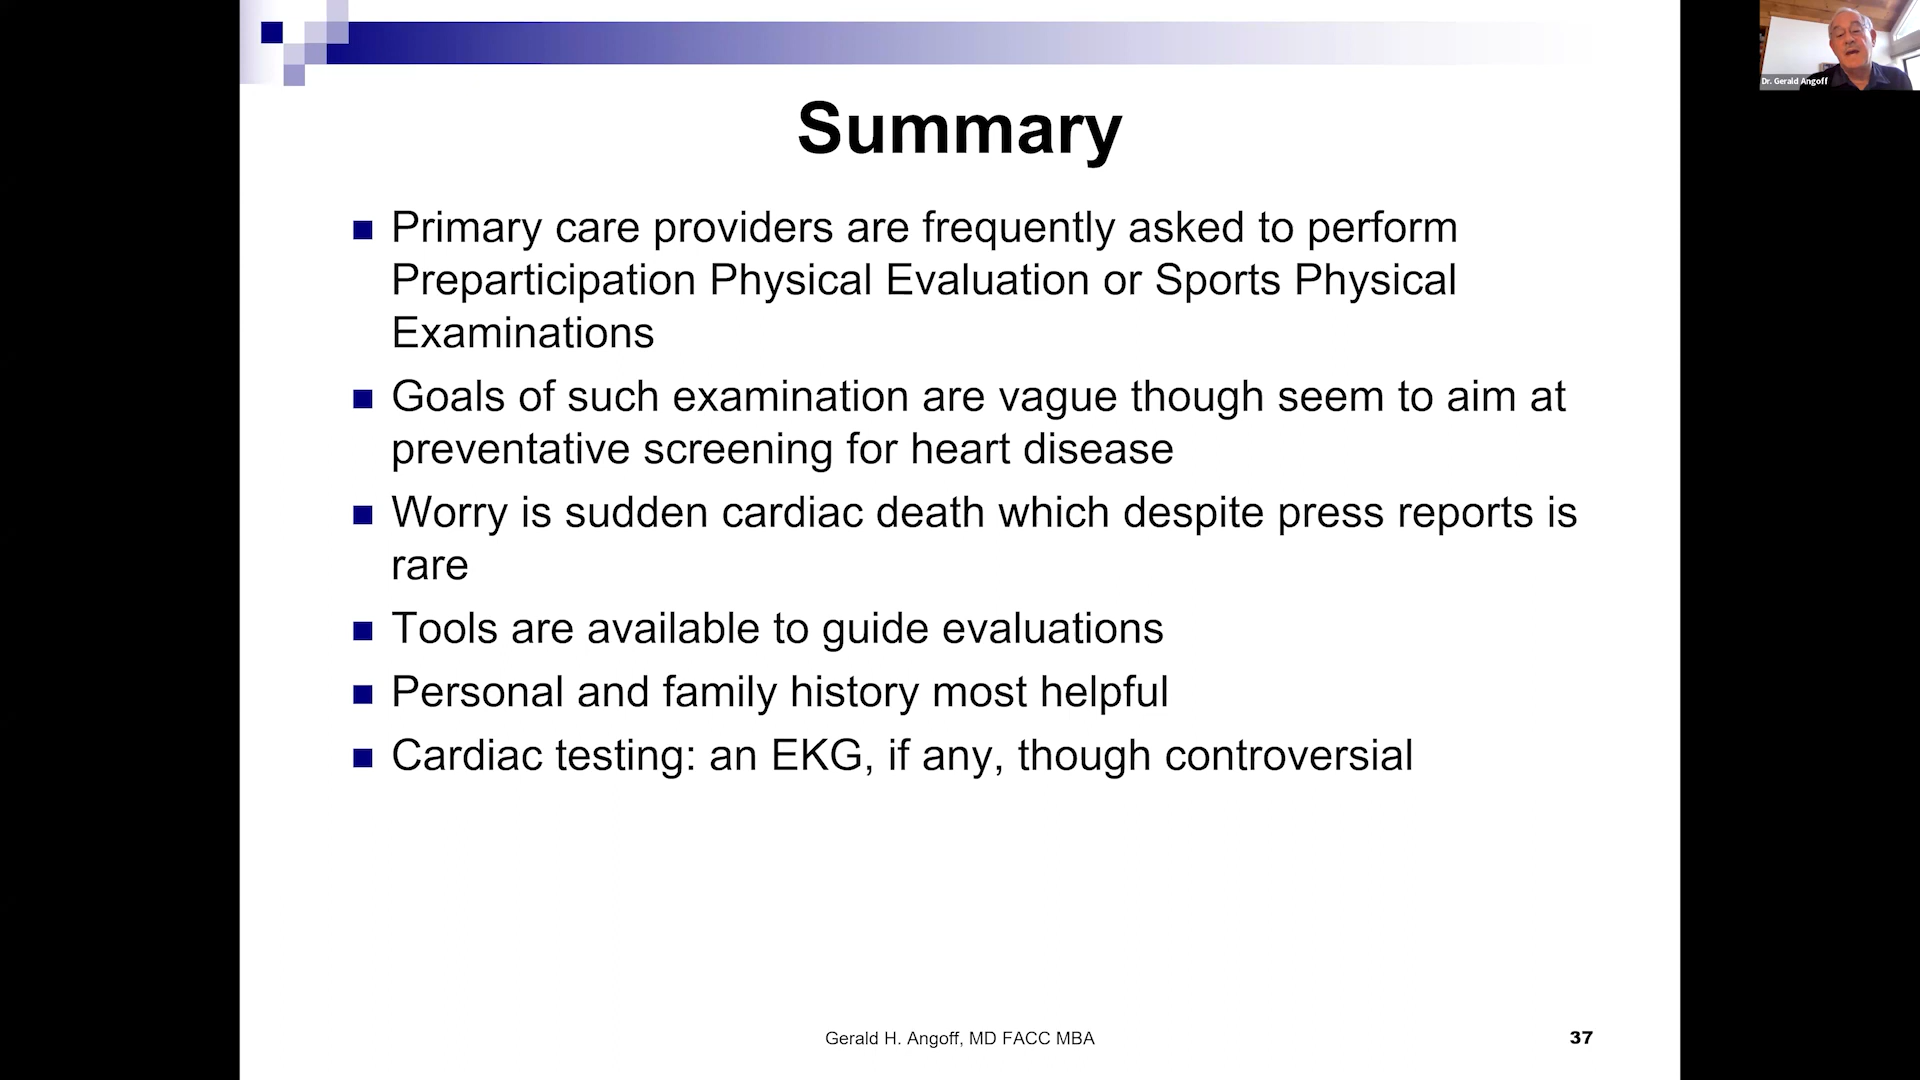 Summary
Primary care providers are frequently asked to perform
Preparticipation Physical Evaluation or Sports Physical
Examinations
Goals of such examination are vague though seem to aim at
preventative screening for heart disease
Worry is sudden cardiac death which despite press reports is
rare
Tools are available to guide evaluations
Personal and family history most helpful
Cardiac testing: an EKG, if any, though controversial
Gerald H. Angoff, MD FACC MBA
37
Dr. Gerald Angoff